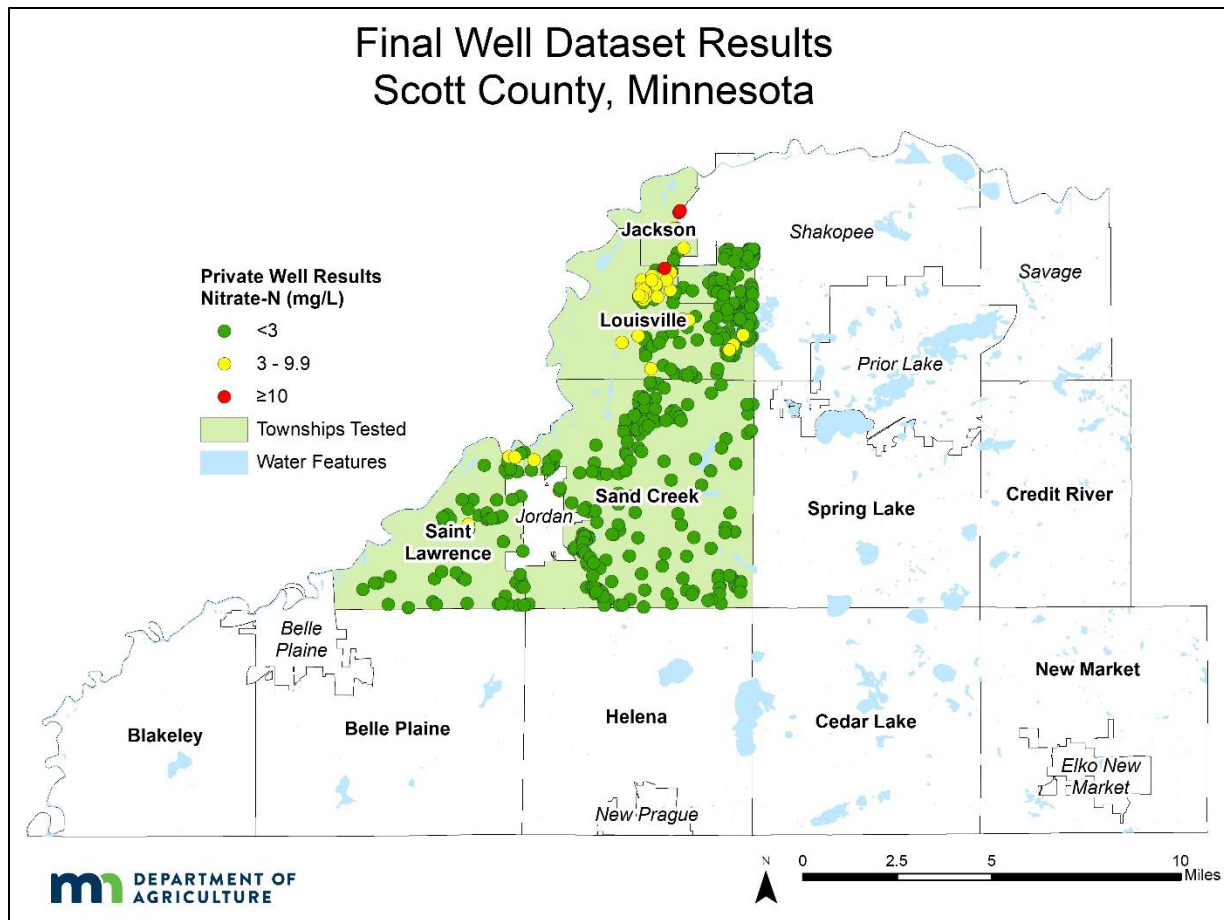 Final Well Dataset Results
Scott County, Minnesota
Private Well Results
Nitrate-N (mg/L)
<3
3 - 9.9
≥10
Townships Tested
Water Features
Jackson
Shakopee
Savage
Louisville
Prior Lake
Sand Creek
Spring Lake
Credit River
Jordan
Saint
Lawrence
Belle
Plaine
New Market
Blakeley
Belle Plaine
Helena
Cedar Lake
Elko New
Market
New Prague
DEPARTMENT OF
AGRICULTURE
N
0 2.5 5 10
Miles